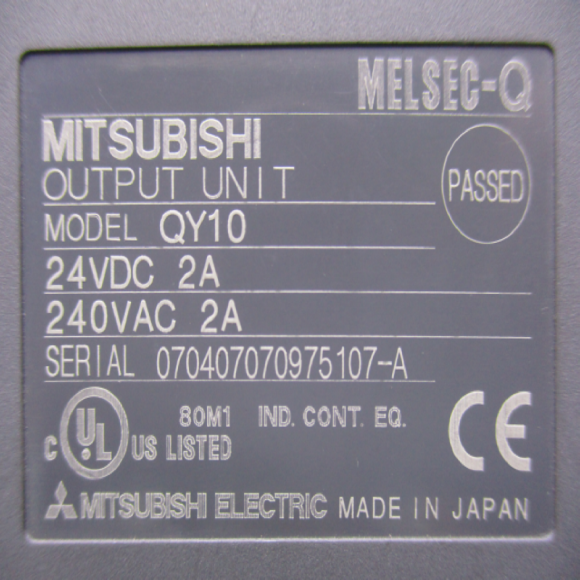 MELSEC-Q
MITSUBISHI
OUTPUT UNIT
PASSED
MODEL QY10
24VDC 2A
240VAC 2A
SERIAL 070407070975107-A
80M1 IND. CONT. EQ.
C UL US LISTED
CE
MITSUBISHI ELECTRIC MADE IN JAPAN